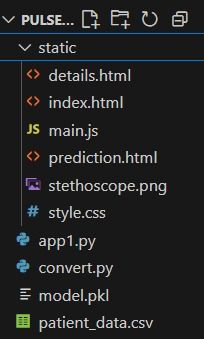 PULSE...
static
details.html
index.html
JS main.js
prediction.html
stethoscope.png
# style.css
app1.py
convert.py
model.pkl
patient_data.csv